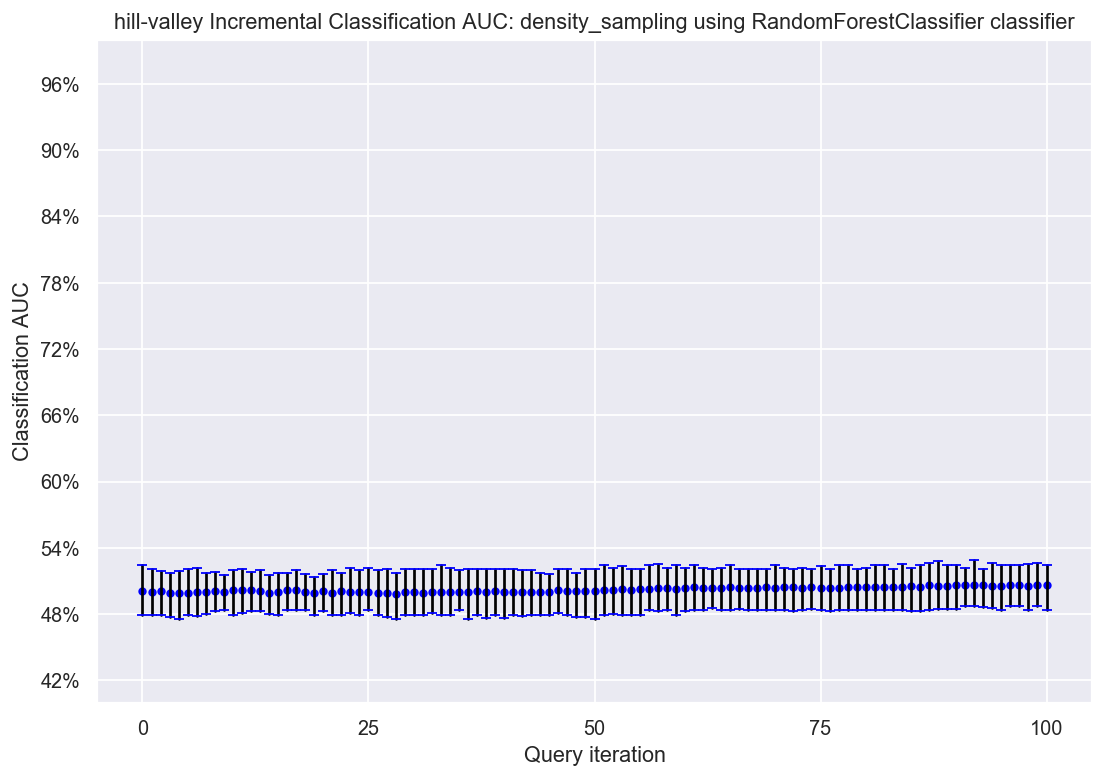 hill-valley Incremental Classification AUC: density_sampling using RandomForestClassifier classifier
96%
90%
84%
78%
72%
66%
60%
54%
48%
42%
Classification AUC
0 25 50 75 100
Query iteration